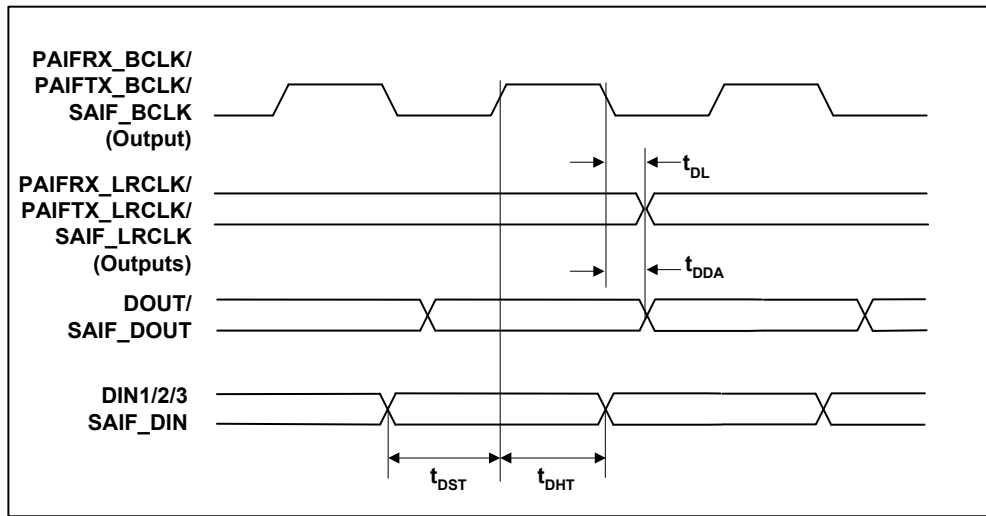 PAIFRX_BCLK/
PAIFTX_BCLK/
SAIF_BCLK
(Output)
t_DL
PAIFRX_LRCLK/
PAIFTX_LRCLK/
SAIF_LRCLK
(Outputs)
t_DDA
DOUT/
SAIF_DOUT
DIN1/2/3
SAIF_DIN
t_DST
t_DHT